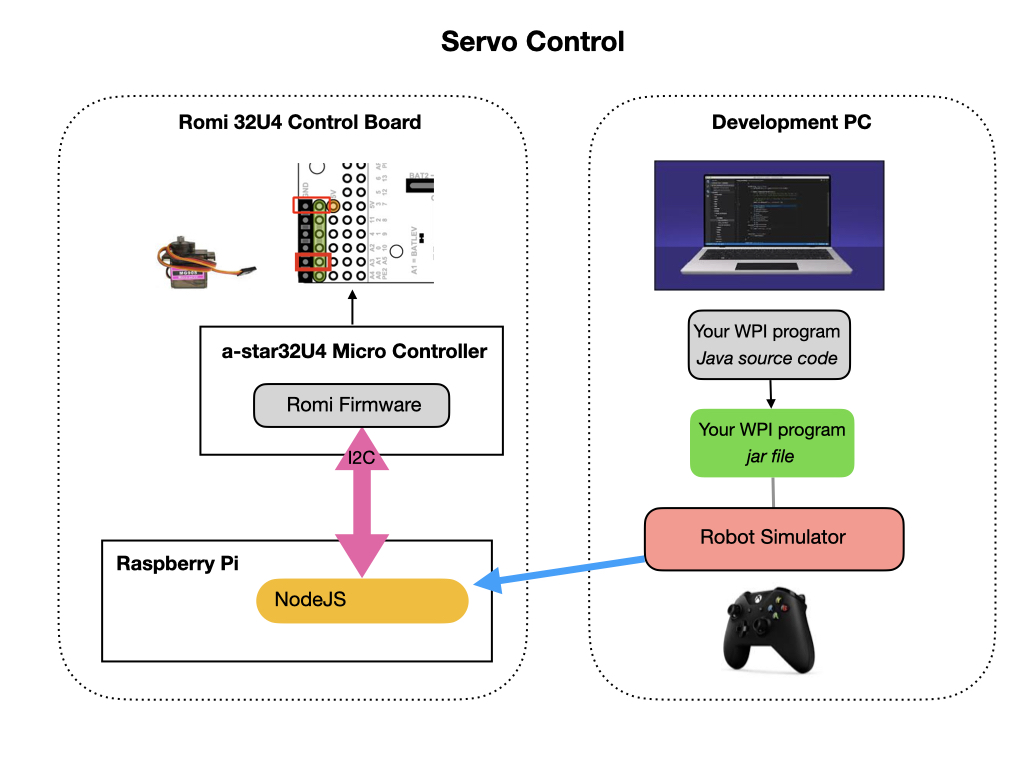 Servo Control
Romi 32U4 Control Board
GND
5V
BAT2
A1 = BATLEV
a-star32U4 Micro Controller
Romi Firmware
I2C
Raspberry Pi
NodeJS
Development PC
Your WPI program
Java source code
Your WPI program
jar file
Robot Simulator